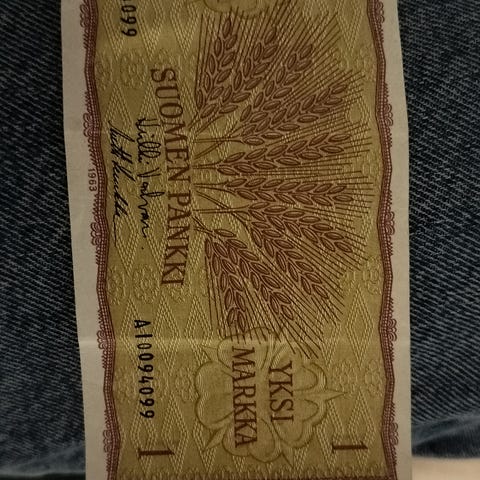 SUOMEN PANKKI
1963
A10094099
YKSI
MARKKA
1
1